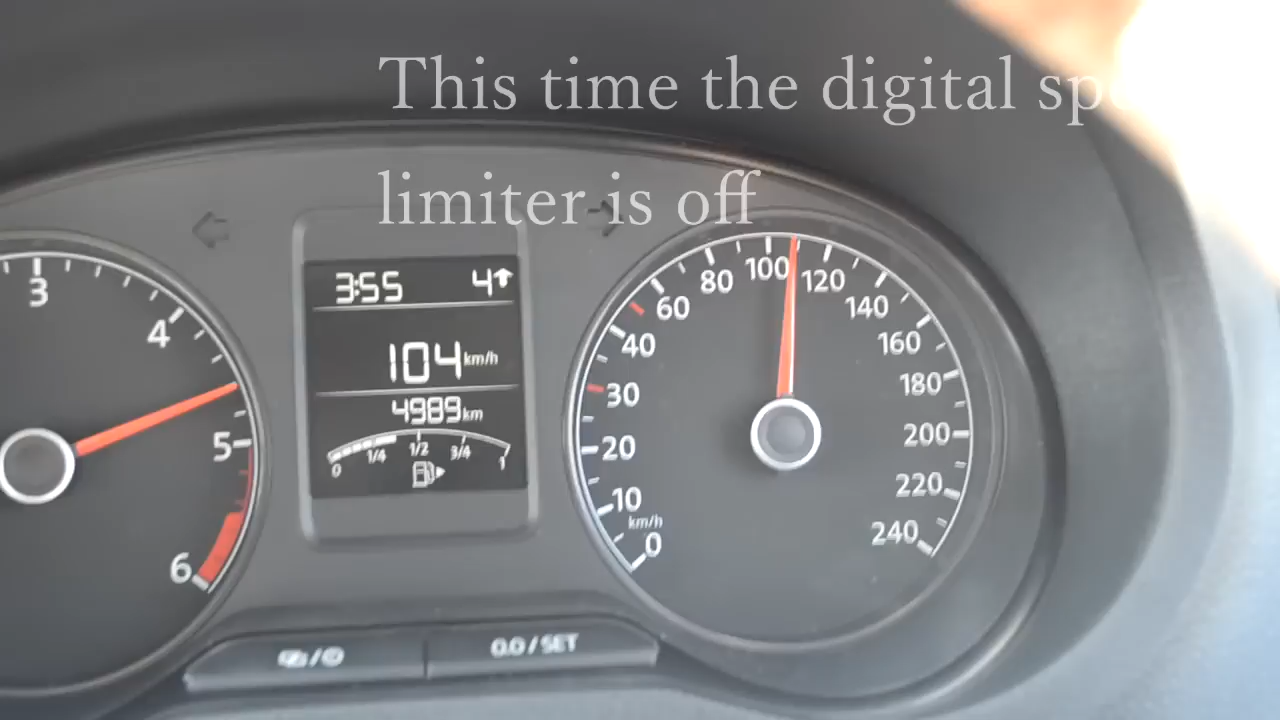 This time the digital
limiter is off
3:55 4
104 km/h
4989 km
0 1/4 1/2 3/4 1
3
4
5
6
0
10
20
30
40
60
80
100
120
140
160
180
200
220
240
km/h
0.0 / SET